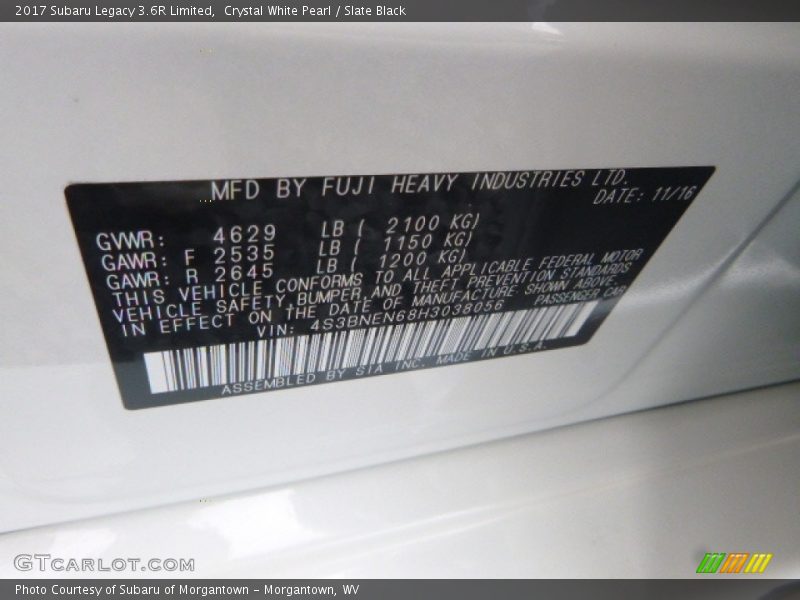 2017 Subaru Legacy 3.6R Limited,  Crystal White Pearl / Slate Black
MFD BY FUJI HEAVY INDUSTRIES LTD.
DATE: 11/16
GVWR: 4629 LB ( 2100 KG)
GAWR: F 2535 LB ( 1150 KG)
GAWR: R 2645 LB ( 1200 KG)
THIS VEHICLE CONFORMS TO ALL APPLICABLE FEDERAL MOTOR
VEHICLE SAFETY, BUMPER, AND THEFT PREVENTION STANDARDS
IN EFFECT ON THE DATE OF MANUFACTURE SHOWN ABOVE.
VIN: 4S3BNEN68H3038056 PASSENGER CAR
ASSEMBLED BY SIA INC. MADE IN U.S.A.
GTCARLOT.COM
Photo Courtesy of Subaru of Morgantown - Morgantown, WV